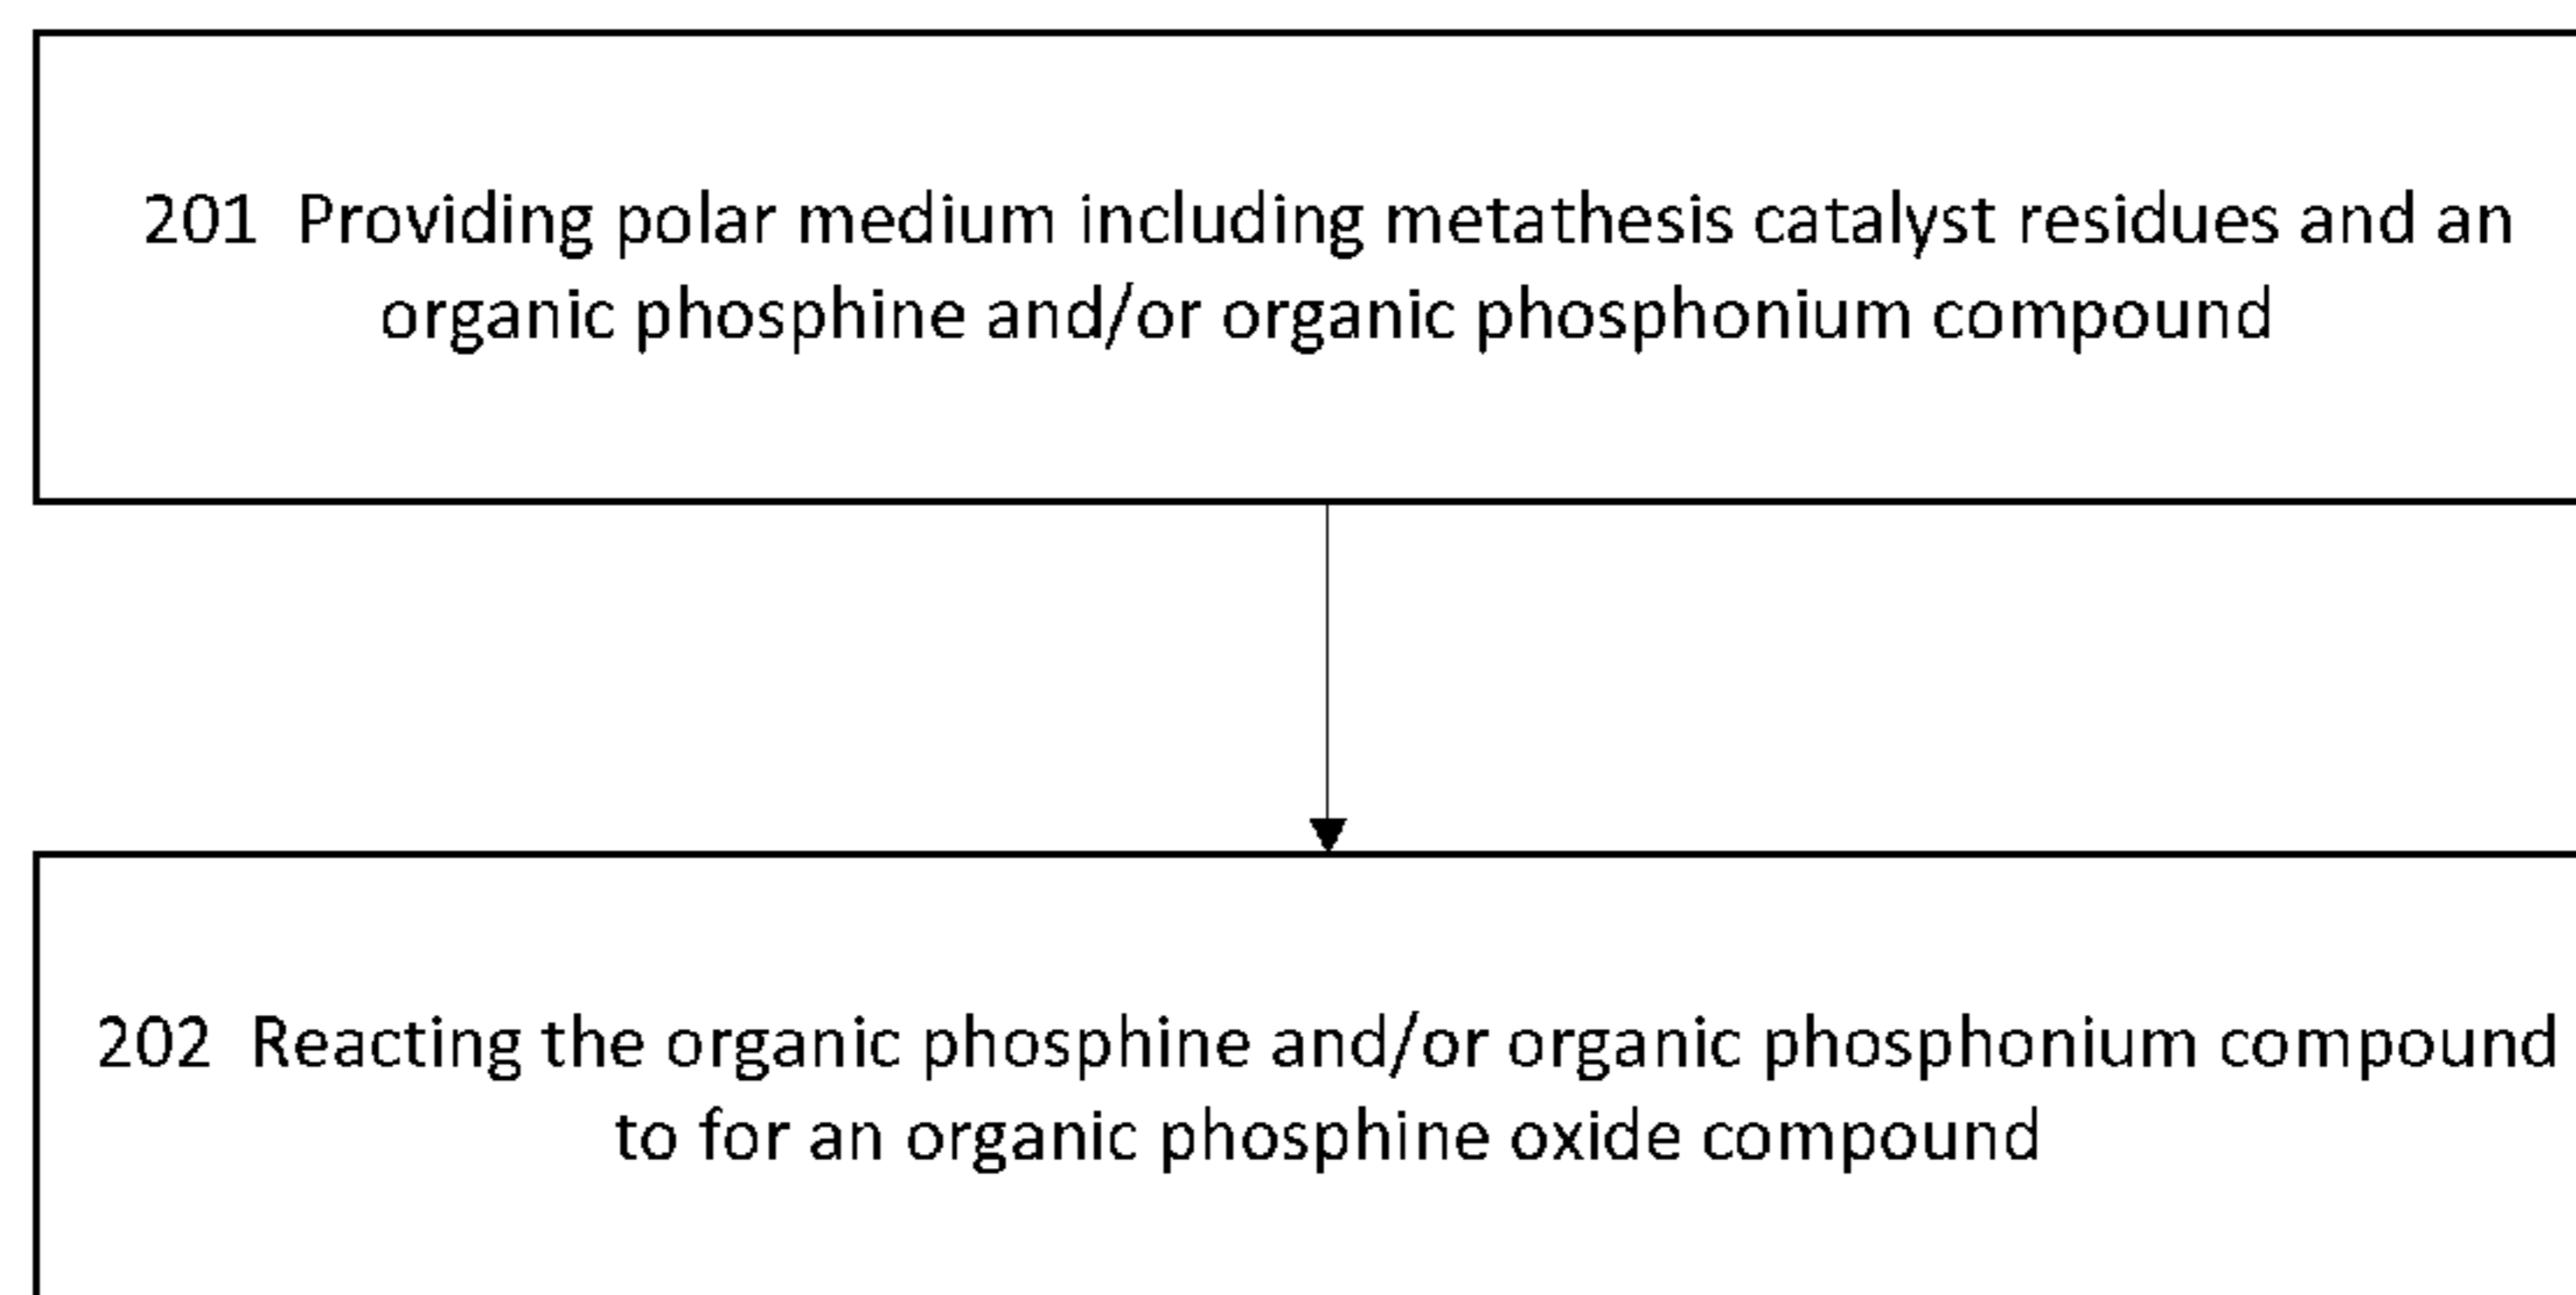 201 Providing polar medium including metathesis catalyst residues and an
organic phosphine and/or organic phosphonium compound
202 Reacting the organic phosphine and/or organic phosphonium compound
to for an organic phosphine oxide compound